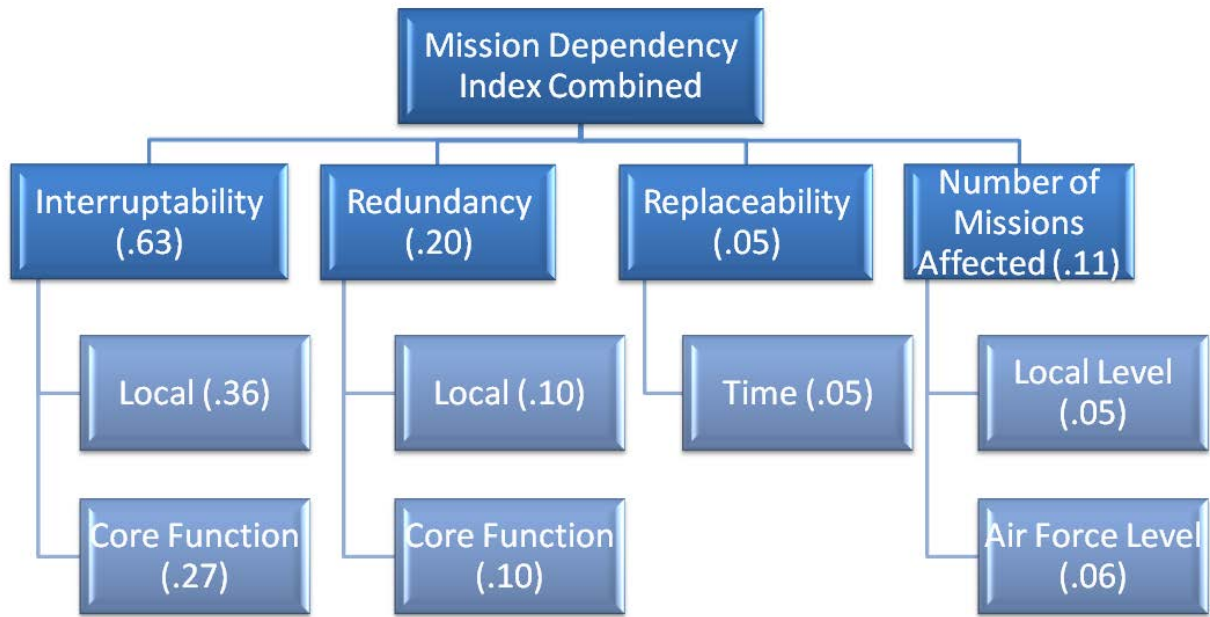 Mission Dependency
Index Combined
Interruptability
(.63)
Redundancy
(.20)
Replaceability
(.05)
Number of
Missions
Affected (.11)
Local (.36)
Local (.10)
Time (.05)
Local Level
(.05)
Core Function
(.27)
Core Function
(.10)
Air Force Level
(.06)